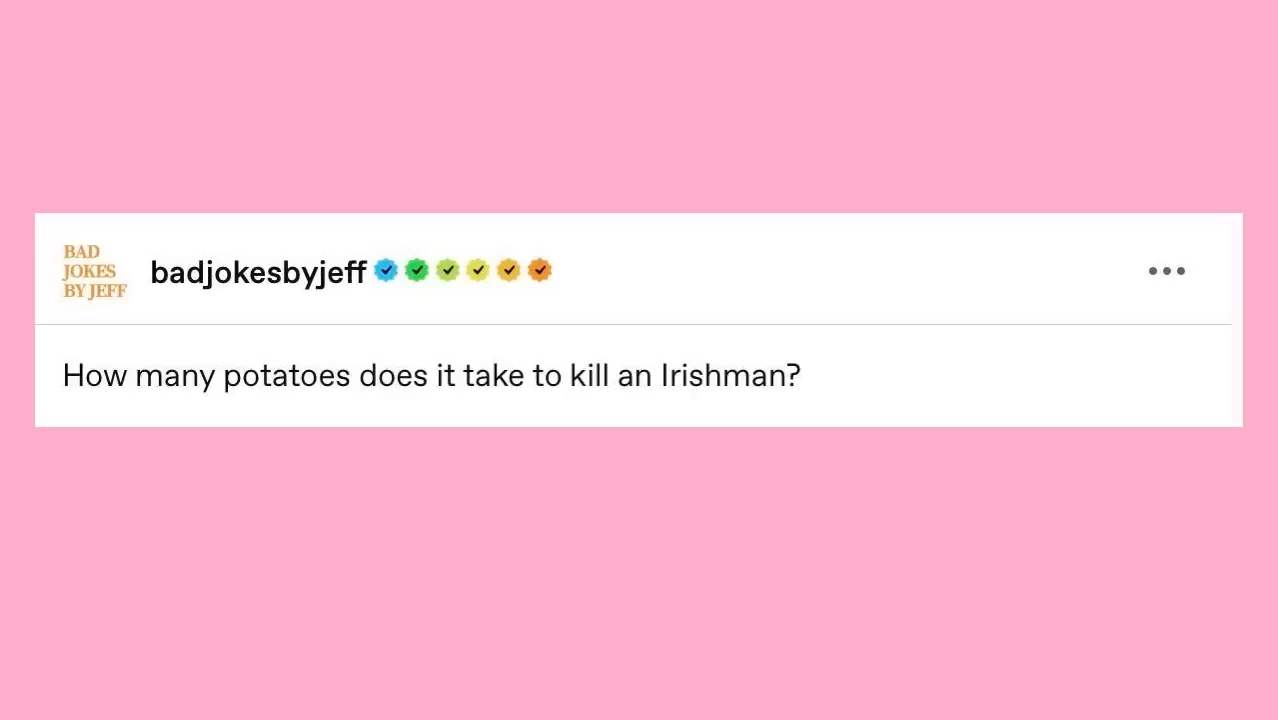 BAD
JOKES
BY JEFF
badjokesbyjeff
How many potatoes does it take to kill an Irishman?